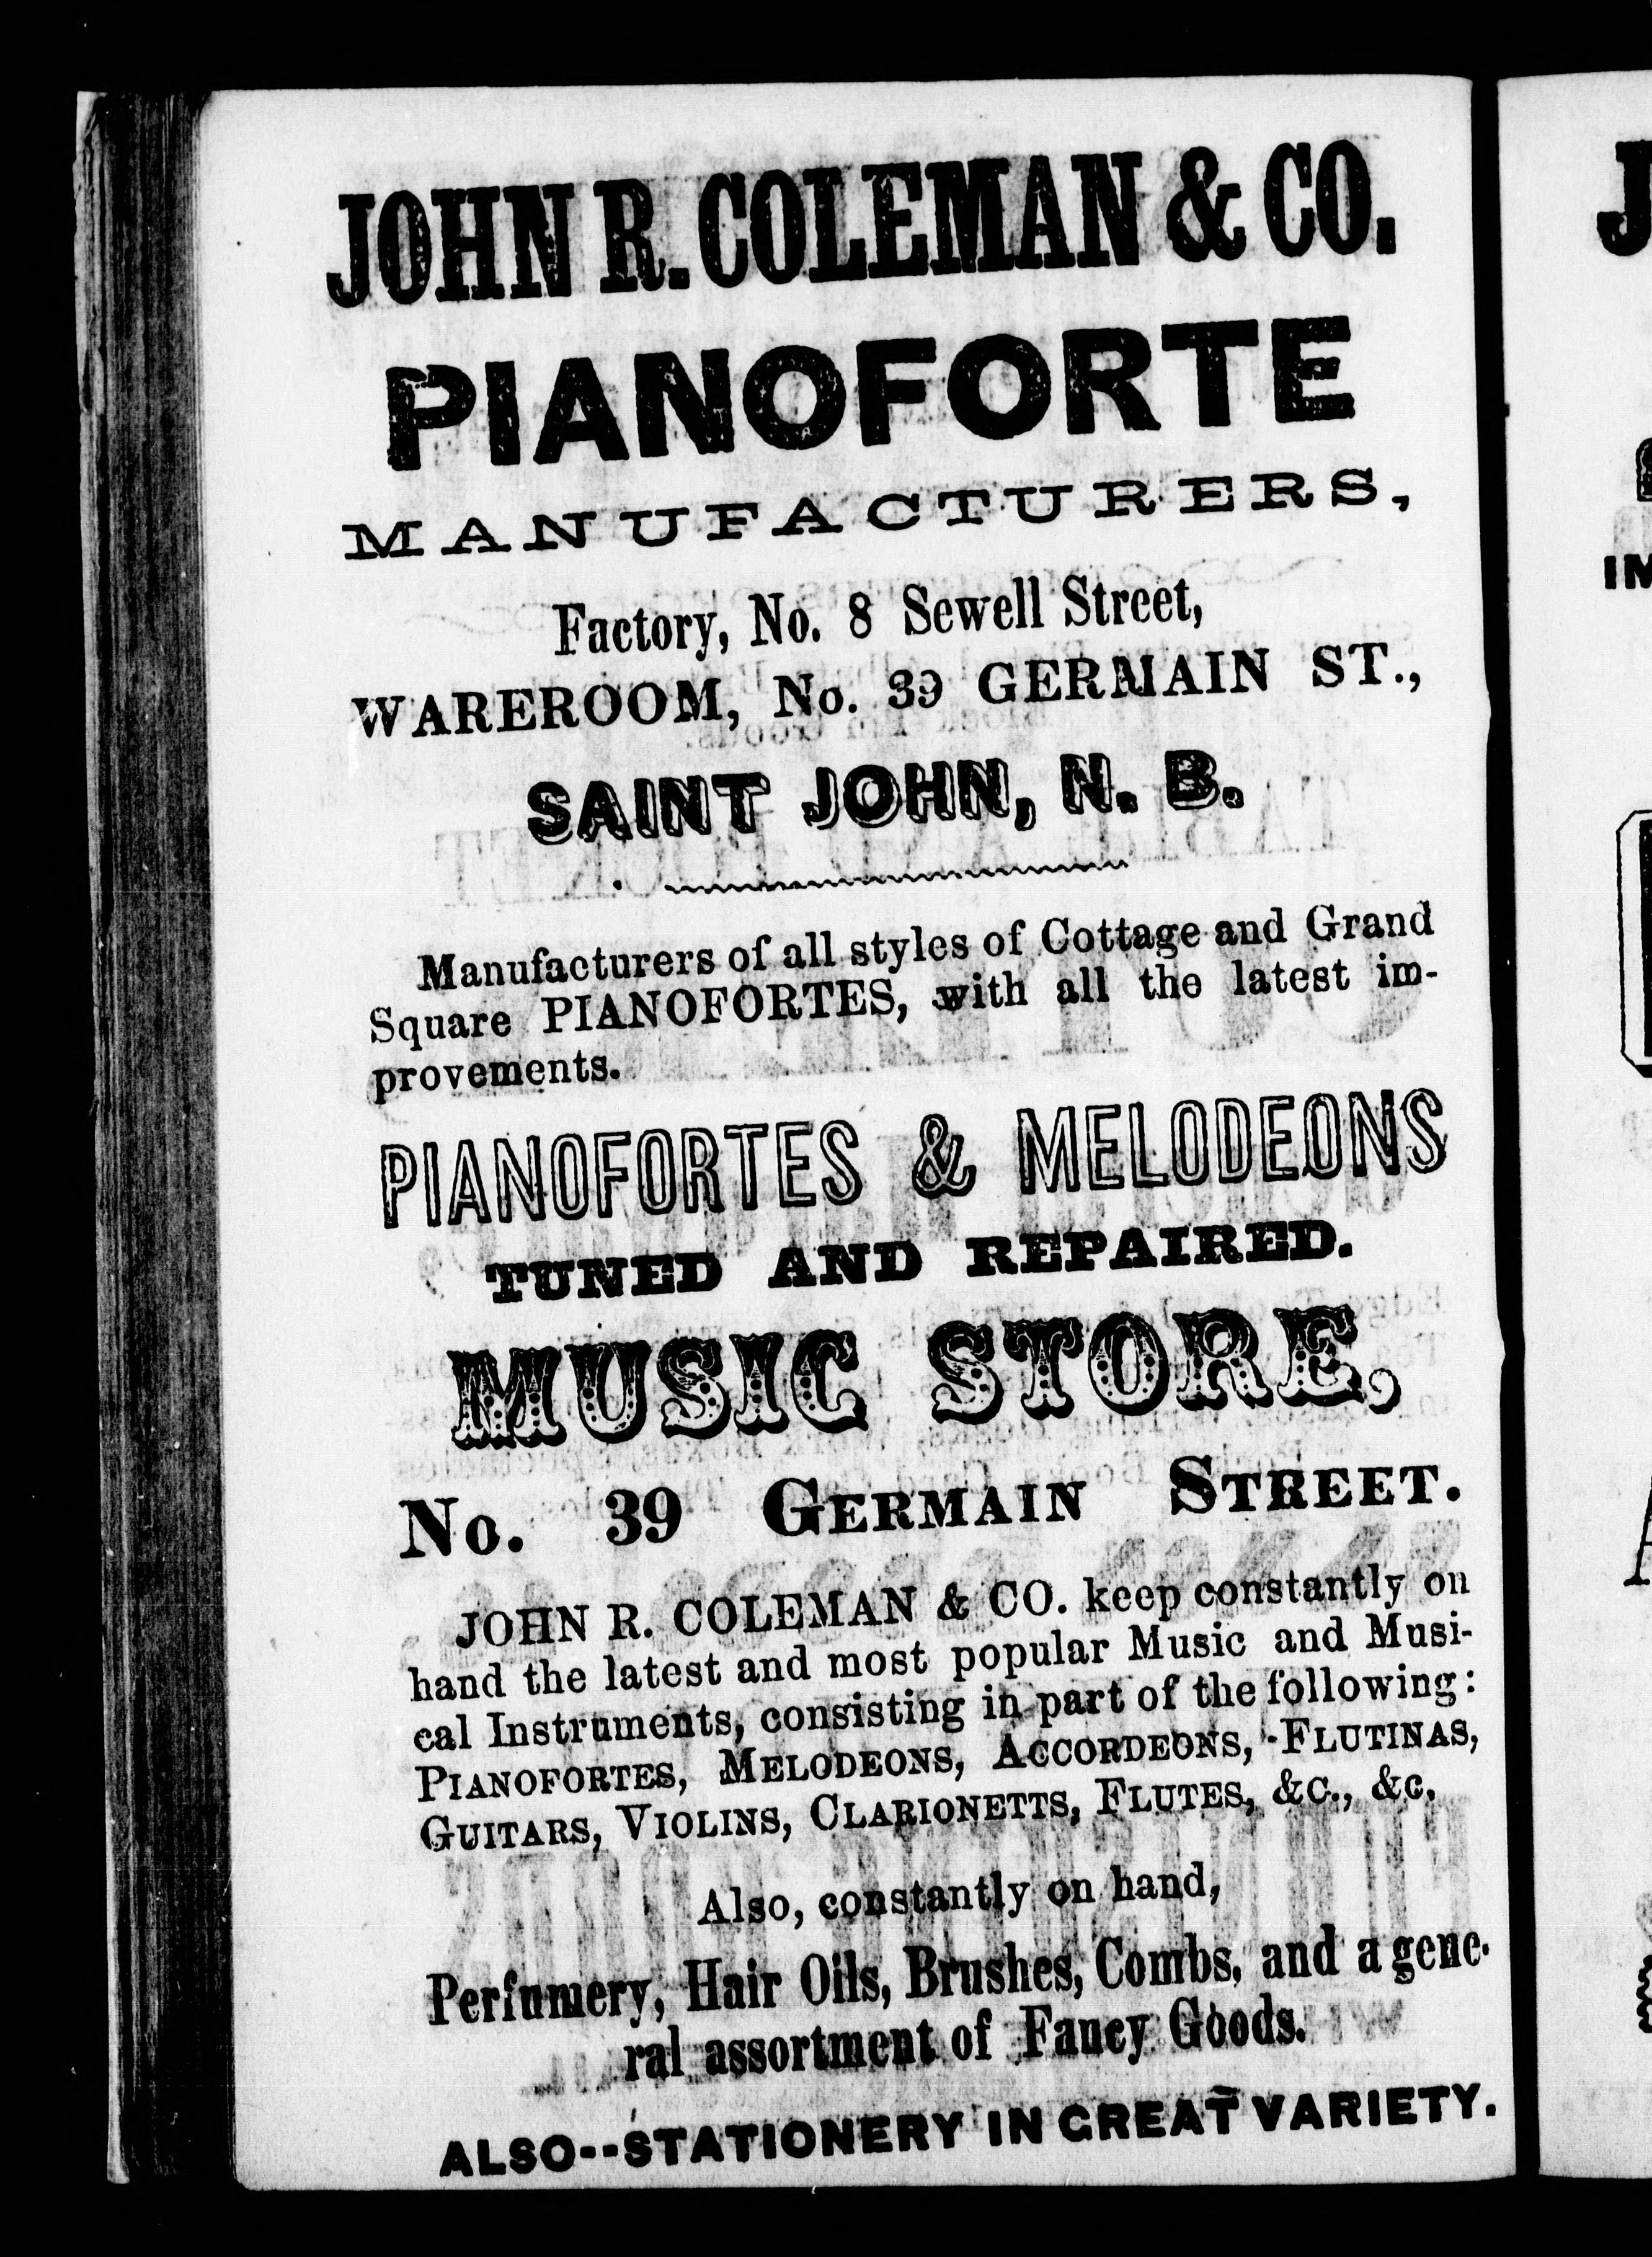 JOHN R. COLEMAN & CO.
PIANOFORTE
MANUFACTURERS,
Factory, No. 8 Sewell Street,
WAREROOM, No. 39 GERMAIN ST.,
SAINT JOHN, N. B.
Manufacturers of all styles of Cottage and Grand
Square PIANOFORTES, with all the latest im-
provements.
PIANOFORTES & MELODEONS
TUNED AND REPAIRED.
MUSIC STORE,
No. 39 GERMAIN STREET.
JOHN R. COLEMAN & CO. keep constantly on
hand the latest and most popular Music and Musi-
cal Instruments, consisting in part of the following:
PIANOFORTES, MELODEONS, ACCORDEONS, FLUTINAS,
GUITARS, VIOLINS, CLARIONETTS, FLUTES, &C., &C.
Also, constantly on hand,
Perfumery, Hair Oils, Brushes, Combs, and a gene-
ral assortment of Fancy Goods.
ALSO--STATIONERY IN GREAT VARIETY.
J
IM